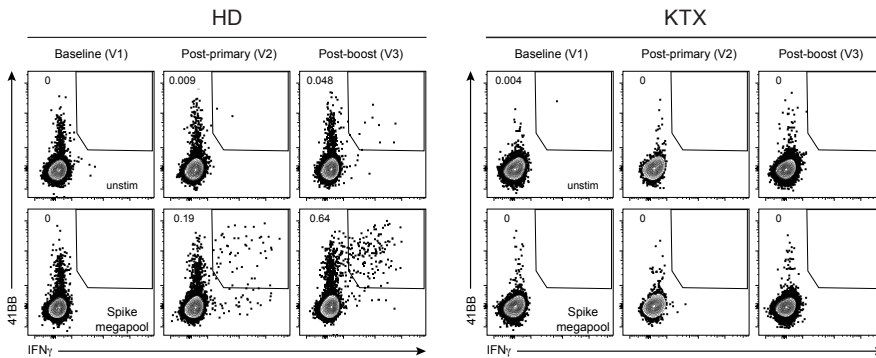 HD
KTX
Baseline (V1) Post-primary (V2) Post-boost (V3)
Baseline (V1) Post-primary (V2) Post-boost (V3)
0 0.009 0.048
unstim
41BB
0.004 0 0
unstim
41BB
0 0.19 0.64
Spike
megapool
0 0 0
Spike
megapool
IFNγ
IFNγ